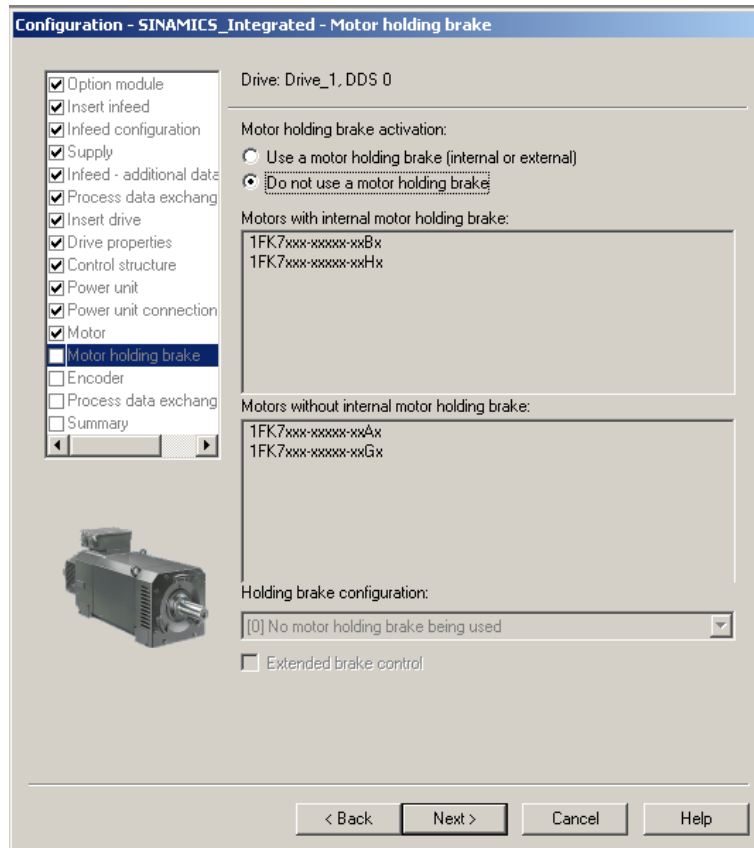 Configuration - SINAMICS_Integrated - Motor holding brake
Option module
Insert infeed
Infeed configuration
Supply
Infeed - additional data
Process data exchang
Insert drive
Drive properties
Control structure
Power unit
Power unit connection
Motor
Motor holding brake
Encoder
Process data exchang
Summary
Drive: Drive_1, DDS 0
Motor holding brake activation:
Use a motor holding brake (internal or external)
Do not use a motor holding brake
Motors with internal motor holding brake:
1FK7xxx-xxxxx-xxBx
1FK7xxx-xxxxx-xxHx
Motors without internal motor holding brake:
1FK7xxx-xxxxx-xxAx
1FK7xxx-xxxxx-xxGx
Holding brake configuration:
[0] No motor holding brake being used
Extended brake control
< Back
Next >
Cancel
Help